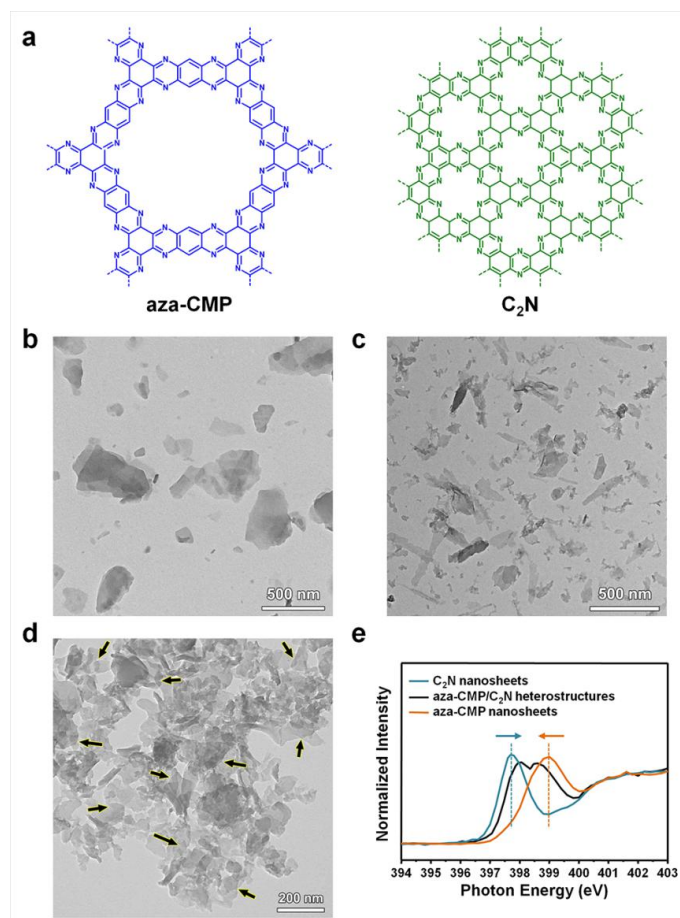 a
aza-CMP
C₂N
b
500 nm
c
500 nm
d
200 nm
e
C₂N nanosheets
aza-CMP/C₂N heterostructures
aza-CMP nanosheets
Normalized Intensity
394 395 396 397 398 399 400 401 402 403
Photon Energy (eV)